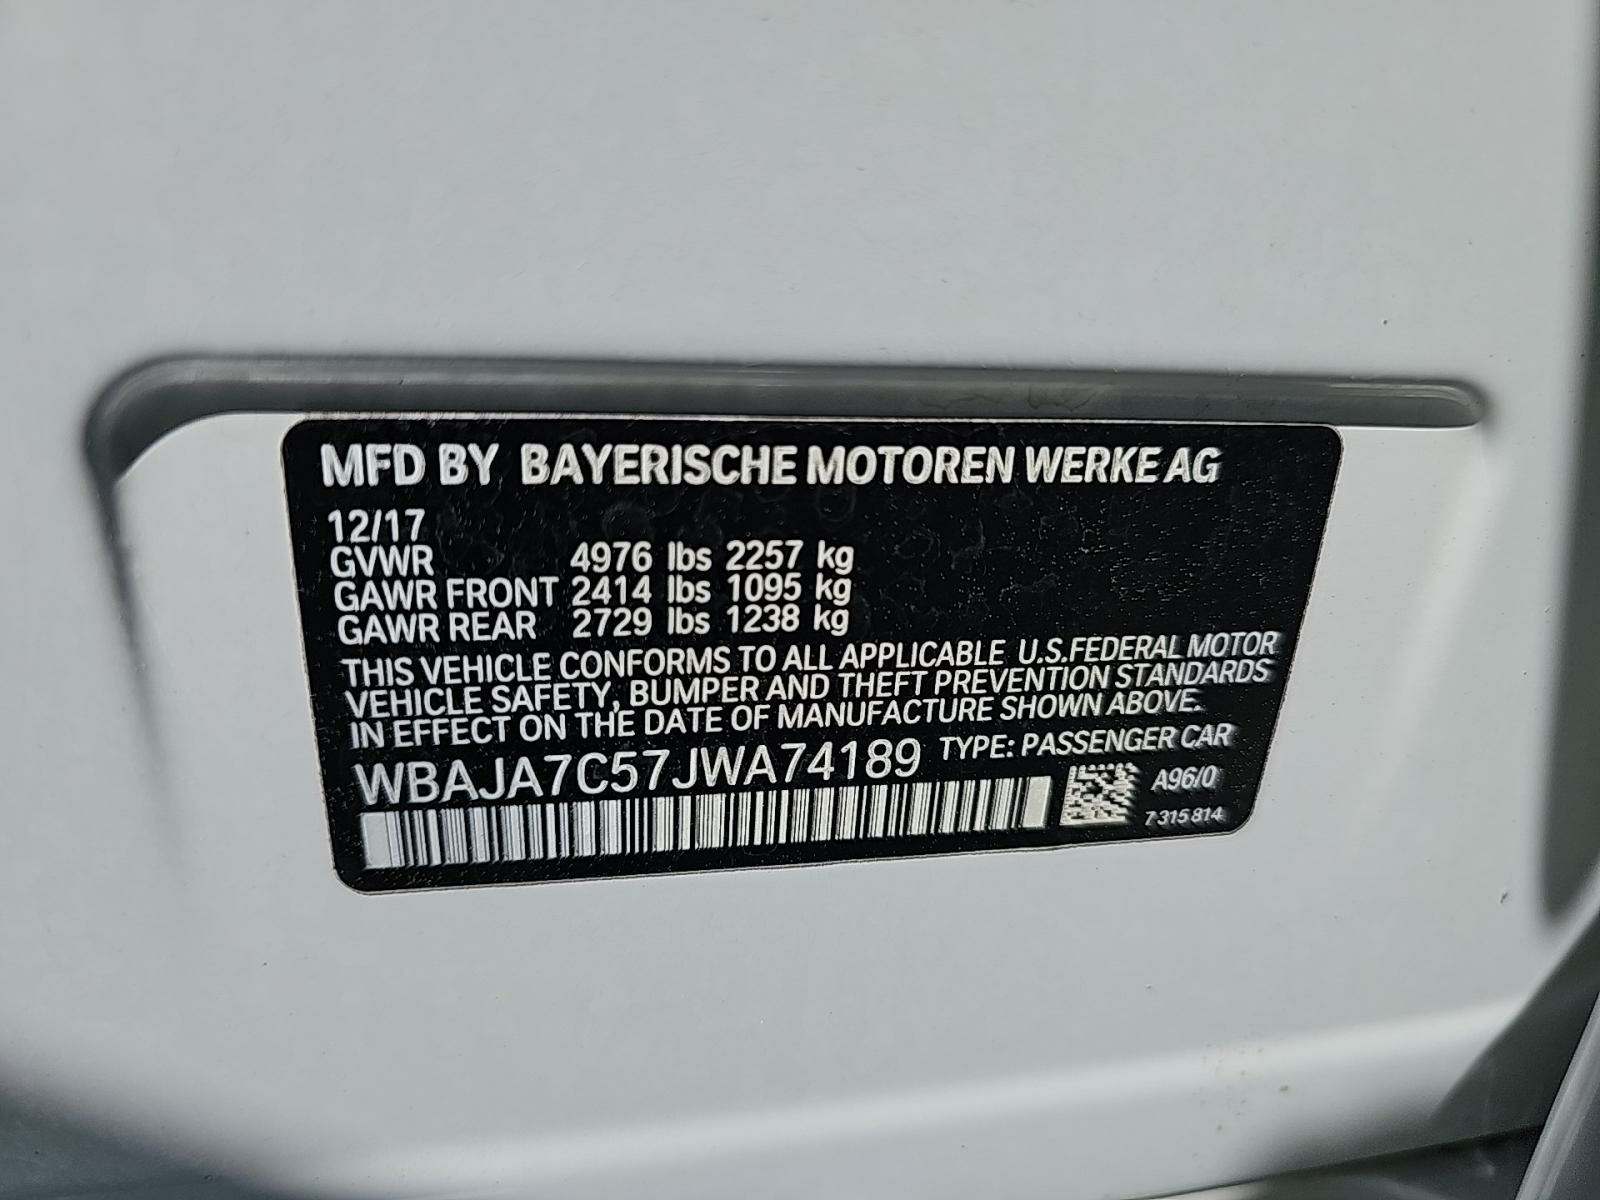 MFD BY BAYERISCHE MOTOREN WERKE AG
12/17
GVWR 4976 lbs 2257 kg
GAWR FRONT 2414 lbs 1095 kg
GAWR REAR 2729 lbs 1238 kg
THIS VEHICLE CONFORMS TO ALL APPLICABLE U.S.FEDERAL MOTOR
VEHICLE SAFETY, BUMPER AND THEFT PREVENTION STANDARDS
IN EFFECT ON THE DATE OF MANUFACTURE SHOWN ABOVE.
WBAJA7C57JWA74189 TYPE: PASSENGER CAR
A96/0
7 315 814